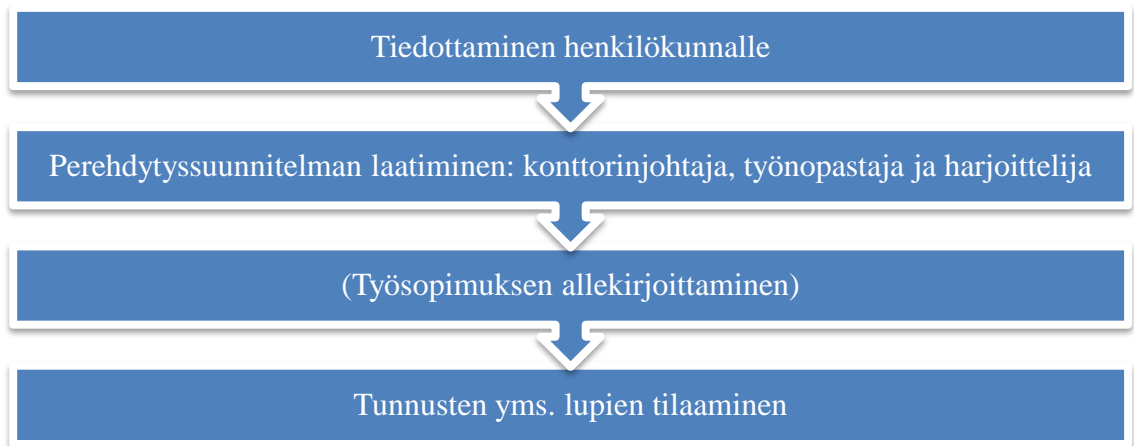 Tiedottaminen henkilökunnalle
Perehdytyssuunnitelman laatiminen: konttorinjohtaja, työnopastaja ja harjoittelija
(Työsopimuksen allekirjoittaminen)
Tunnusten yms. lupien tilaaminen